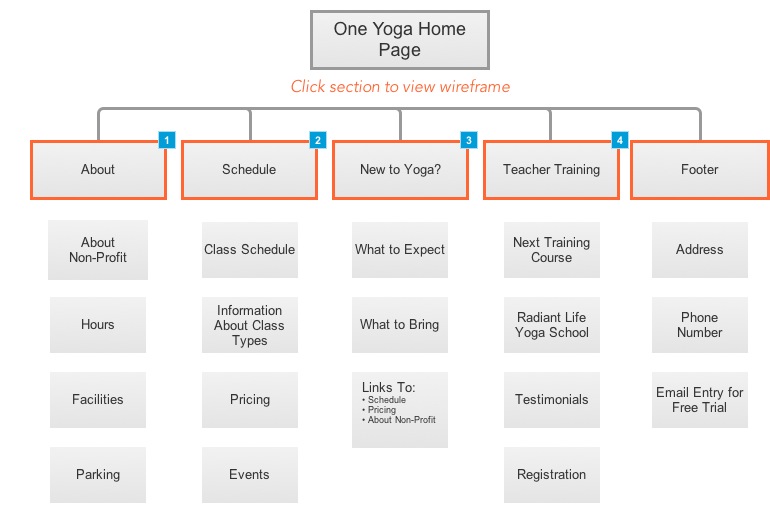 One Yoga Home
Page
Click section to view wireframe
1
2
3
4
About
Schedule
New to Yoga?
Teacher Training
Footer
About
Non-Profit
Class Schedule
What to Expect
Next Training
Course
Address
Hours
Information
About Class
Types
What to Bring
Radiant Life
Yoga School
Phone
Number
Facilities
Pricing
Links To:
• Schedule
• Pricing
• About Non-Profit
Testimonials
Email Entry for
Free Trial
Parking
Events
Registration